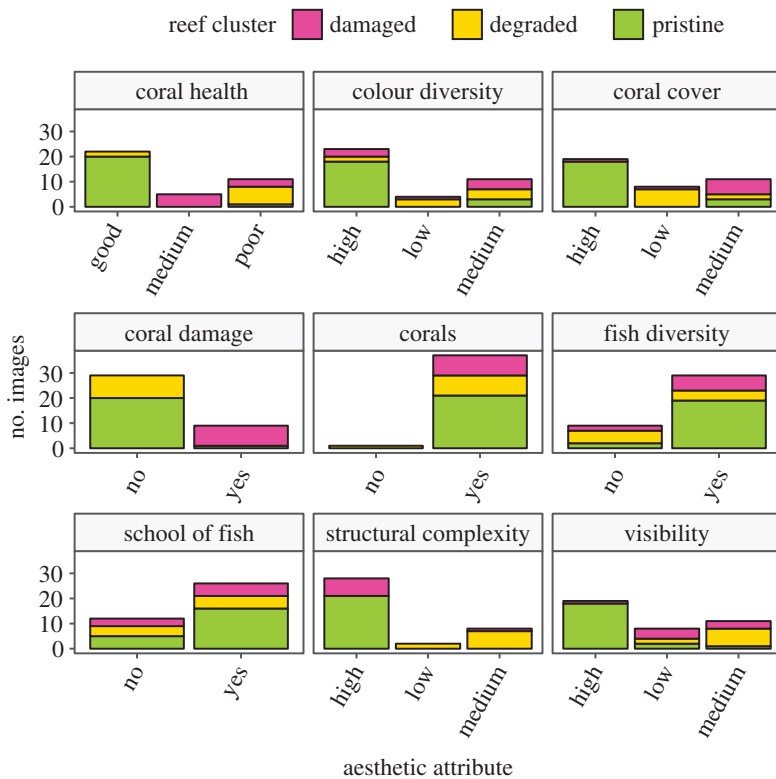 reef cluster damaged degraded pristine
coral health colour diversity coral cover
30
20
10
0
good medium poor high low medium high low medium
coral damage corals fish diversity
no. images
30
20
10
0
no yes no yes no yes
school of fish structural complexity visibility
30
20
10
0
no yes high low medium high low medium
aesthetic attribute